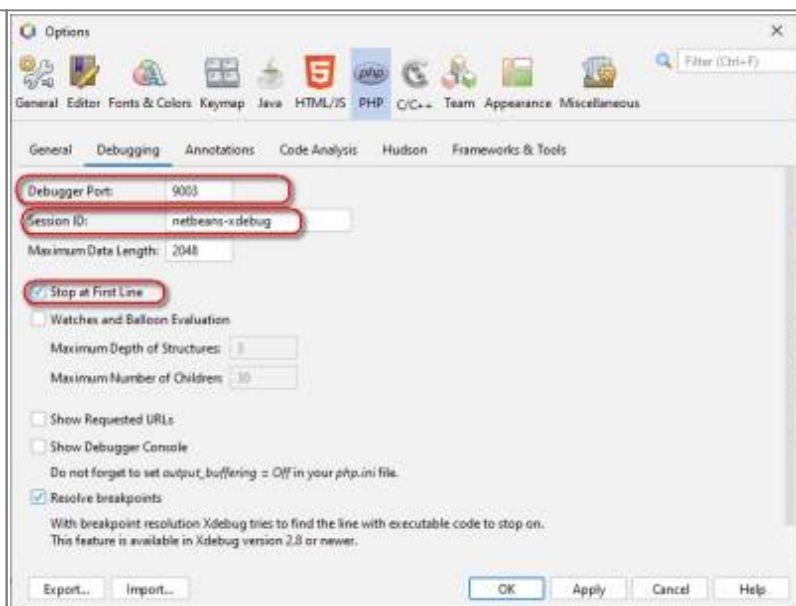 Options
Filter (Ctrl+F)
General Editor Fonts & Colors Keymap Java HTML/JS PHP C/C++ Team Appearance Miscellaneous
General Debugging Annotations Code Analysis Hudson Frameworks & Tools
Debugger Port: 9003
Session ID: netbeans-xdebug
Maximum Data Length: 2048
Stop at First Line
Watches and Balloon Evaluation
Maximum Depth of Structures: 3
Maximum Number of Children: 30
Show Requested URLs
Show Debugger Console
Do not forget to set output_buffering = Off in your php.ini file.
Resolve breakpoints
With breakpoint resolution Xdebug tries to find the line with executable code to stop on.
This feature is available in Xdebug version 2.8 or newer.
Export... Import... OK Apply Cancel Help